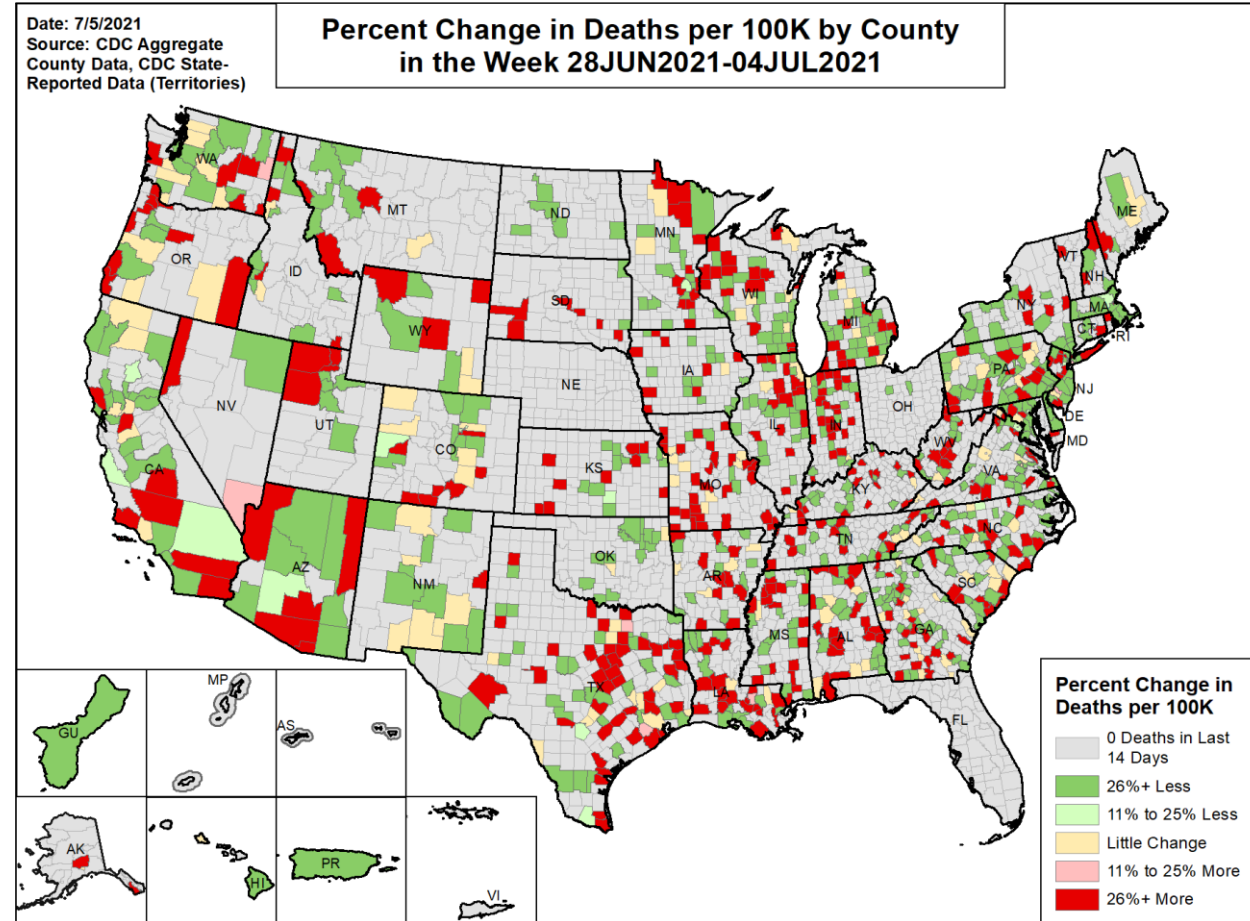 Date: 7/5/2021
Source: CDC Aggregate
County Data, CDC State-
Reported Data (Territories)
Percent Change in Deaths per 100K by County
in the Week 28JUN2021-04JUL2021
WA
MT
ND
MN
ME
OR
ID
SD
WI
VT
NH
WY
MI
NY
MA
CT
RI
IA
NE
PA
NV
OH
NJ
UT
IL
IN
DE
CO
WV
MD
CA
KS
MO
KY
VA
OK
TN
NC
AZ
NM
AR
SC
MS
AL
GA
TX
LA
FL
GU
MP
AS
AK
HI
PR
VI
Percent Change in
Deaths per 100K
0 Deaths in Last
14 Days
26%+ Less
11% to 25% Less
Little Change
11% to 25% More
26%+ More